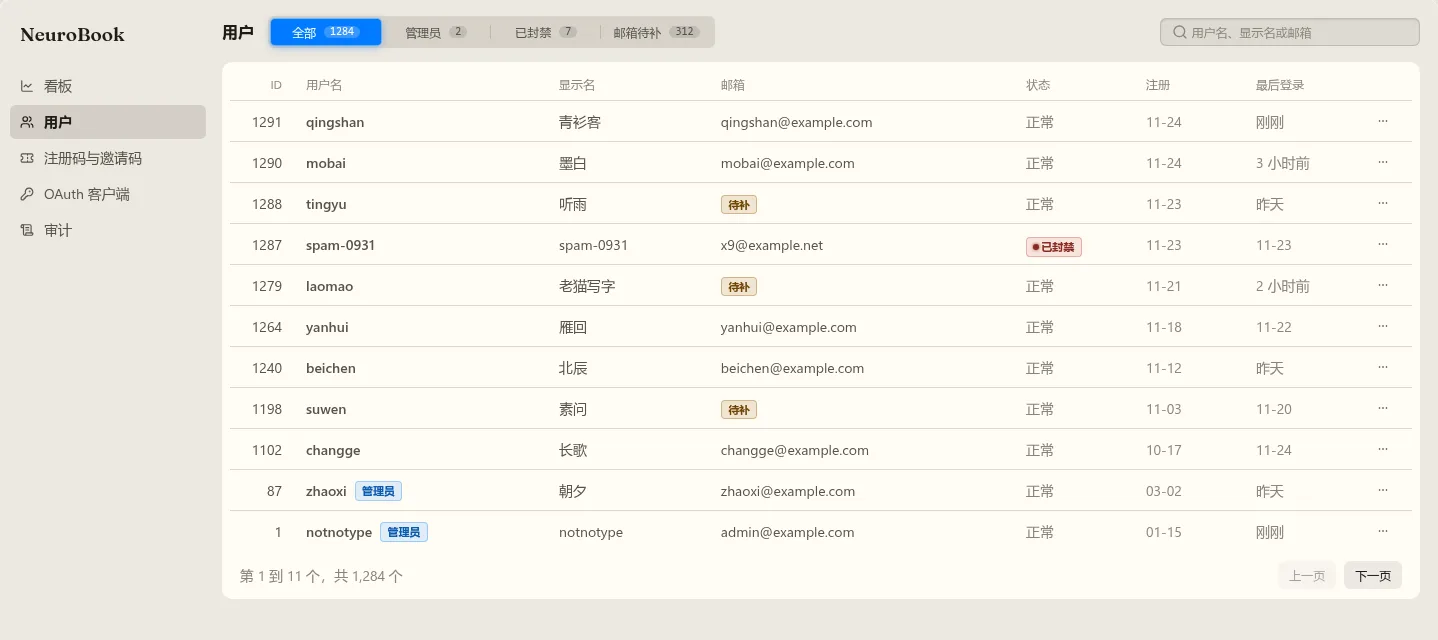 NeuroBook
看板
用户
注册码与邀请码
OAuth 客户端
审计
用户 全部 1284 管理员 2 已封禁 7 邮箱待补 312 用户名、显示名或邮箱
ID 用户名 显示名 邮箱 状态 注册 最后登录
1291 qingshan 青衫客 qingshan@example.com 正常 11-24 刚刚 ···
1290 mobai 墨白 mobai@example.com 正常 11-24 3 小时前 ···
1288 tingyu 听雨 待补 正常 11-23 昨天 ···
1287 spam-0931 spam-0931 x9@example.net 已封禁 11-23 11-23 ···
1279 laomao 老猫写字 待补 正常 11-21 2 小时前 ···
1264 yanhui 雁回 yanhui@example.com 正常 11-18 11-22 ···
1240 beichen 北辰 beichen@example.com 正常 11-12 昨天 ···
1198 suwen 素问 待补 正常 11-03 11-20 ···
1102 changge 长歌 changge@example.com 正常 10-17 11-24 ···
87 zhaoxi 管理员 朝夕 zhaoxi@example.com 正常 03-02 昨天 ···
1 notnotype 管理员 notnotype admin@example.com 正常 01-15 刚刚 ···
第 1 到 11 个，共 1,284 个 上一页 下一页